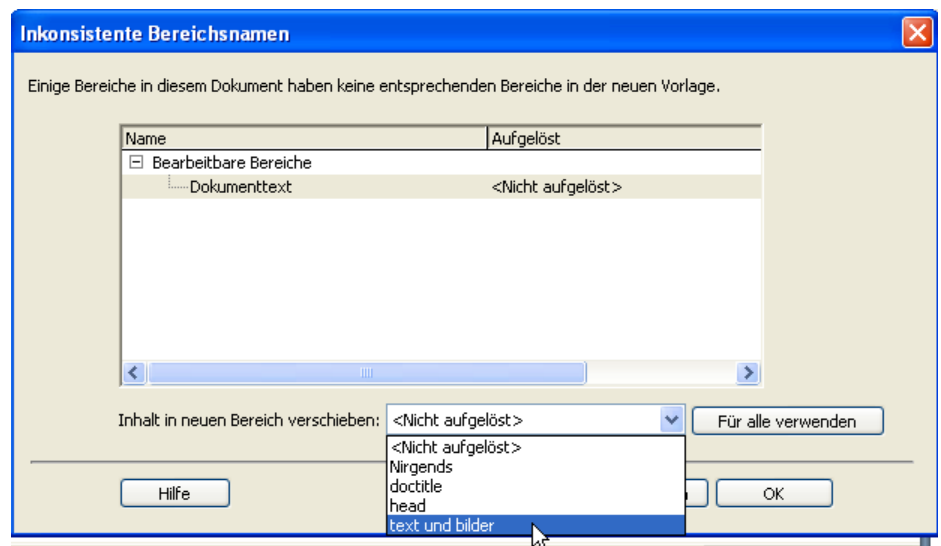 Inkonsistente Bereichsnamen
Einige Bereiche in diesem Dokument haben keine entsprechenden Bereiche in der neuen Vorlage.
Name Aufgelöst
Bearbeitbare Bereiche
Dokumenttext <Nicht aufgelöst>
Inhalt in neuen Bereich verschieben: <Nicht aufgelöst> Für alle verwenden
<Nicht aufgelöst>
Nirgends
doctitle
head
text und bilder
Hilfe OK